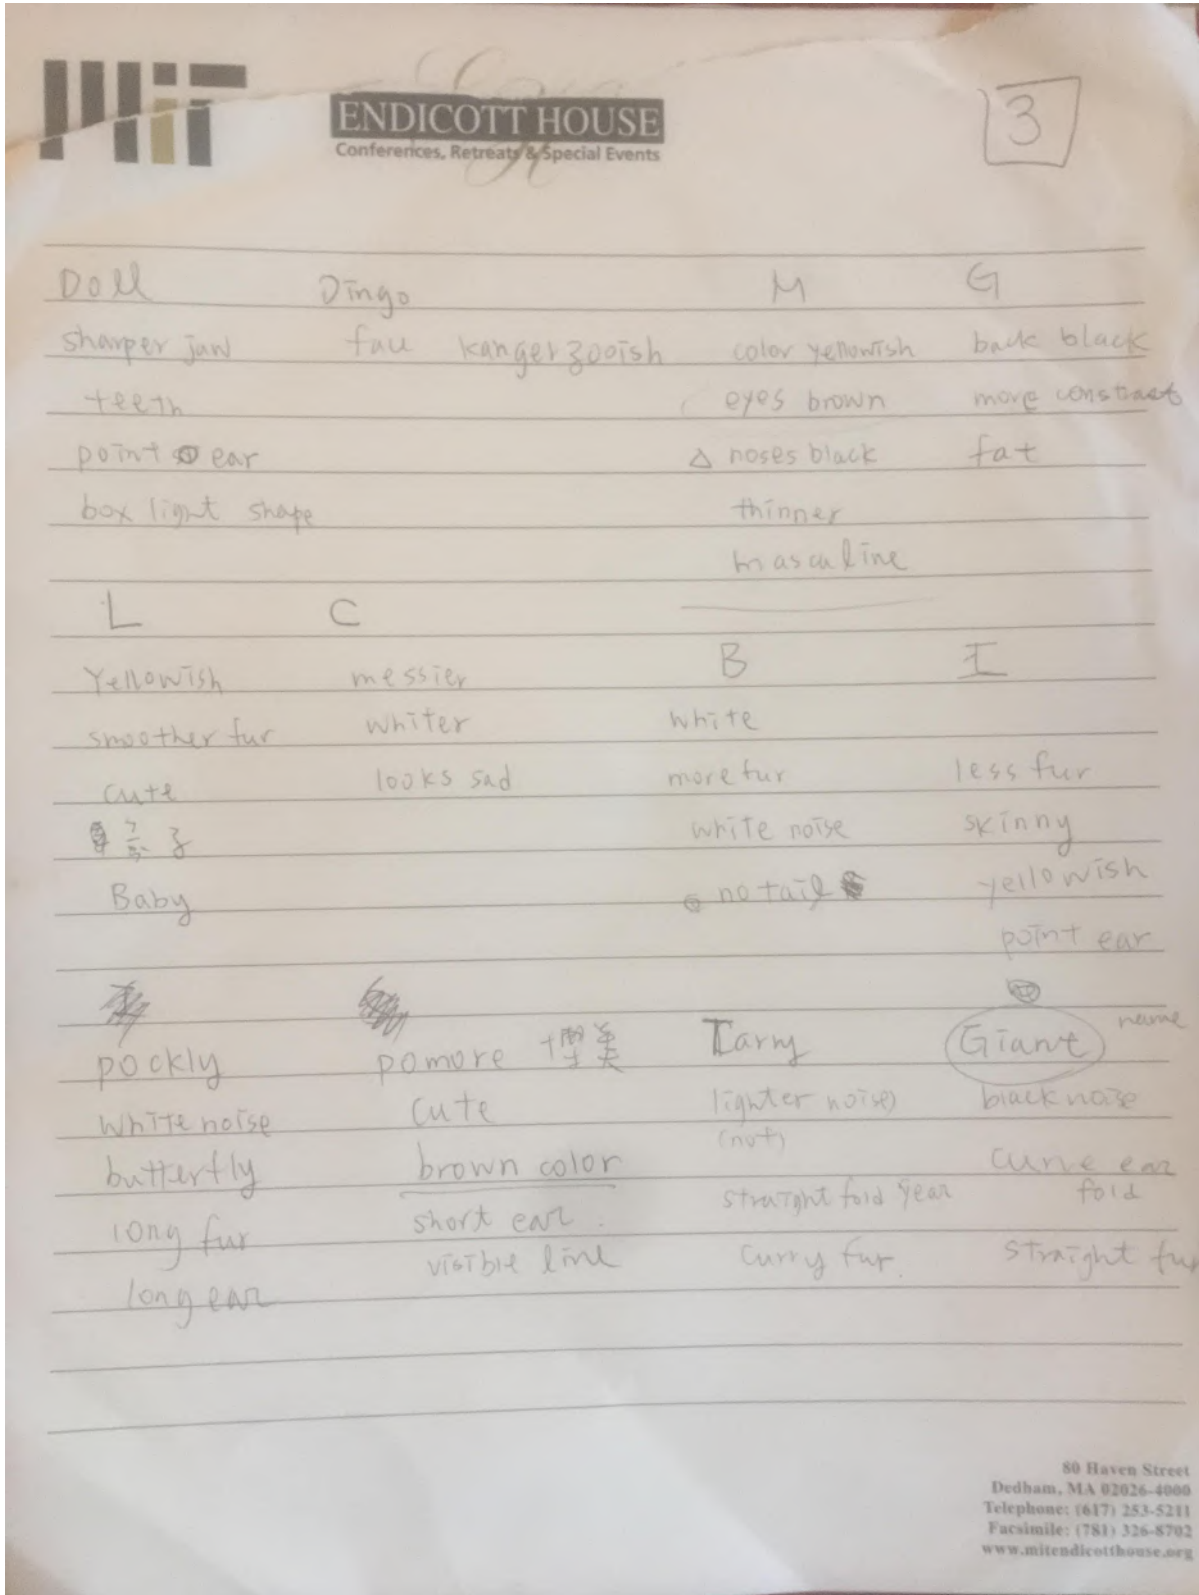 MIT
ENDICOTT HOUSE
Conferences, Retreats & Special Events
3
Doll Dingo M G
sharper jaw face kangerzooish color yellowish back black
teeth eyes brown more constract
point ear △ noses black fat
box light shape thinner
masculine
L C
B I
Yellowish messier
smoother fur whiter white
cute looks sad more fur less fur
white noise skinny
Baby no tail yellowish
point ear
name
pockly pomore Larry Giant
white noise cute lighter noise) black noise
(not)
butterfly brown color curve ear
fold
long fur short ear. straight fold year
visible line curry fur. straight fur
long ear
80 Haven Street
Dedham, MA 02026-4000
Telephone: (617) 253-5211
Facsimile: (781) 326-8702
www.mitendicotthouse.org